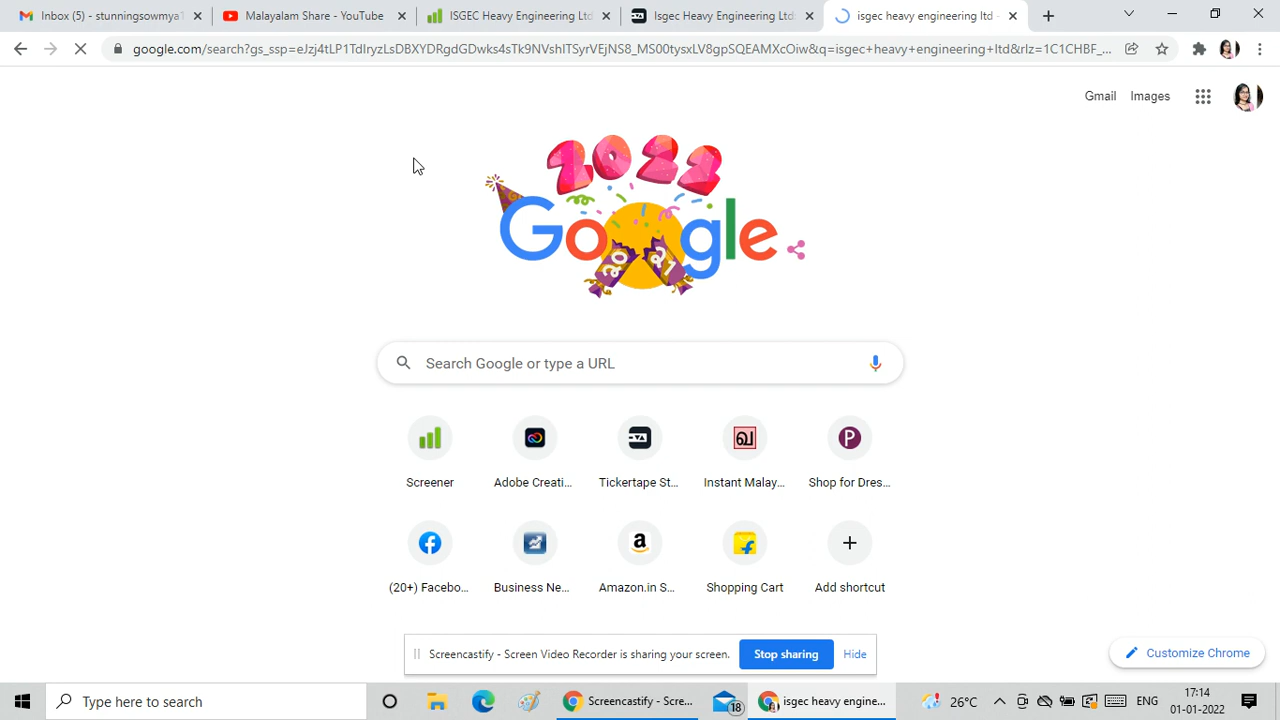 Inbox (5) - stunningsowmya
Malayalam Share - YouTube
ISGEC Heavy Engineering Ltd
Isgec Heavy Engineering Ltd
isgec heavy engineering ltd -
google.com/search?gs_ssp=eJzj4tLP1TdIryzLsDBXYDRgdGDwks4sTk9NVshITSyrVEjNS8_MS00tysxLV8gpSQEAMXcOiw&q=isgec+heavy+engineering+ltd&rlz=1C1CHBF_...
Gmail Images
2022
Google
20 21
Search Google or type a URL
Screener
Adobe Creati...
Tickertape St...
Instant Malay...
Shop for Dres...
(20+) Facebo...
Business Ne...
Amazon.in S...
Shopping Cart
Add shortcut
Screencastify - Screen Video Recorder is sharing your screen. Stop sharing Hide
Customize Chrome
Type here to search
Screencastify - Scre...
18
isgec heavy engine...
26°C
ENG
17:14
01-01-2022